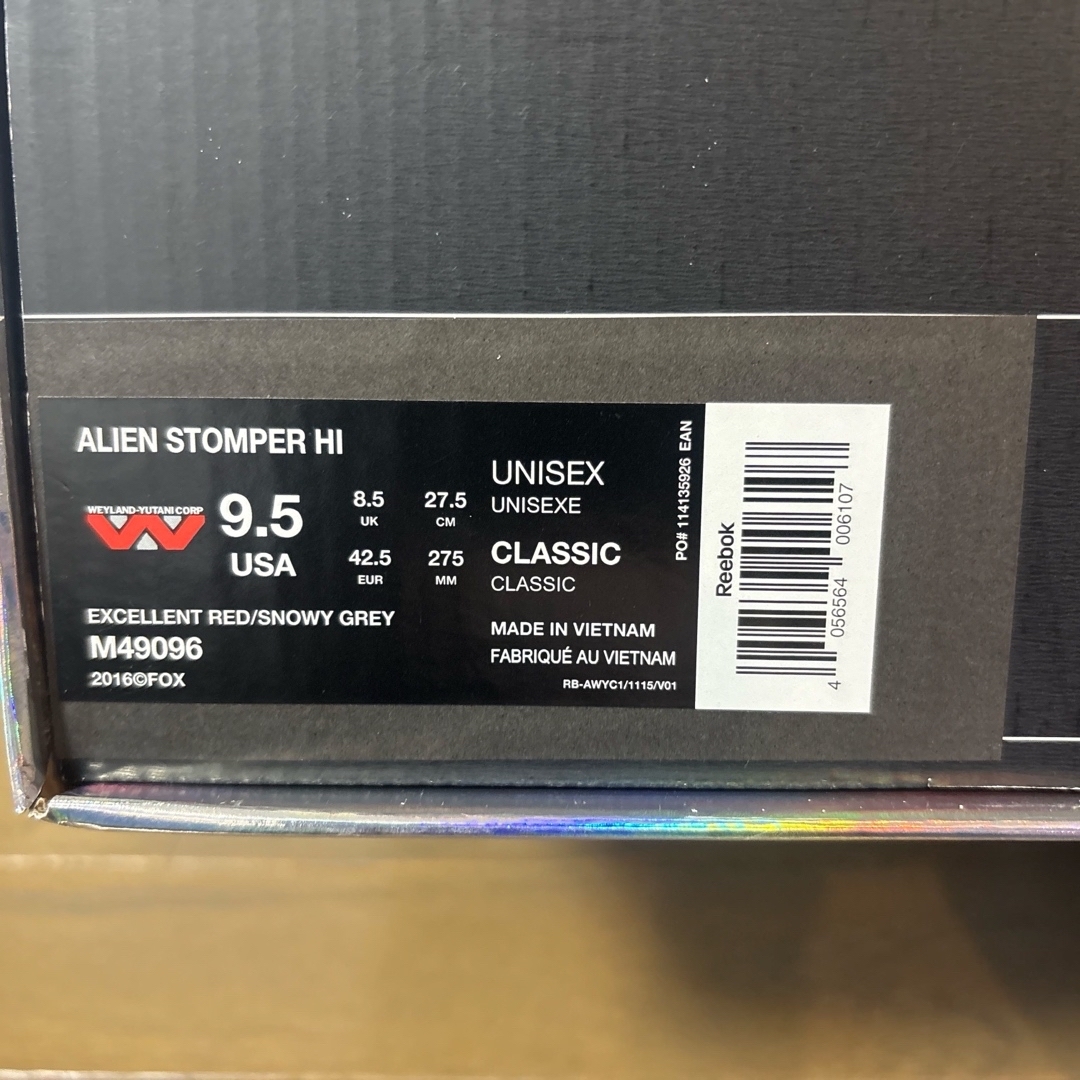 ALIEN STOMPER HI
WEYLAND-YUTANI CORP
9.5
USA
8.5
UK
27.5
CM
42.5
EUR
275
MM
EXCELLENT RED/SNOWY GREY
M49096
2016©FOX
UNISEX
UNISEXE
CLASSIC
CLASSIC
MADE IN VIETNAM
FABRIQUÉ AU VIETNAM
RB-AWYC1/1115/V01
PO# 114135926 EAN
Reebok
4 056564 006107